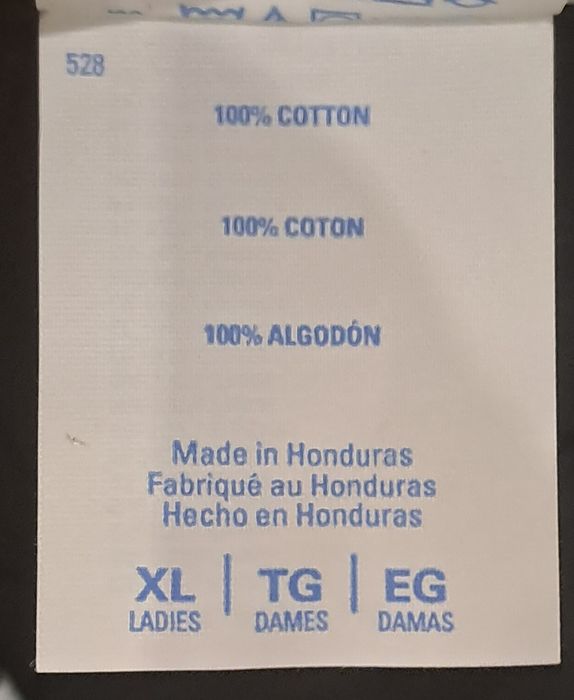 528
100% COTTON
100% COTON
100% ALGODÓN
Made in Honduras
Fabriqué au Honduras
Hecho en Honduras
XL | TG | EG
LADIES DAMES DAMAS